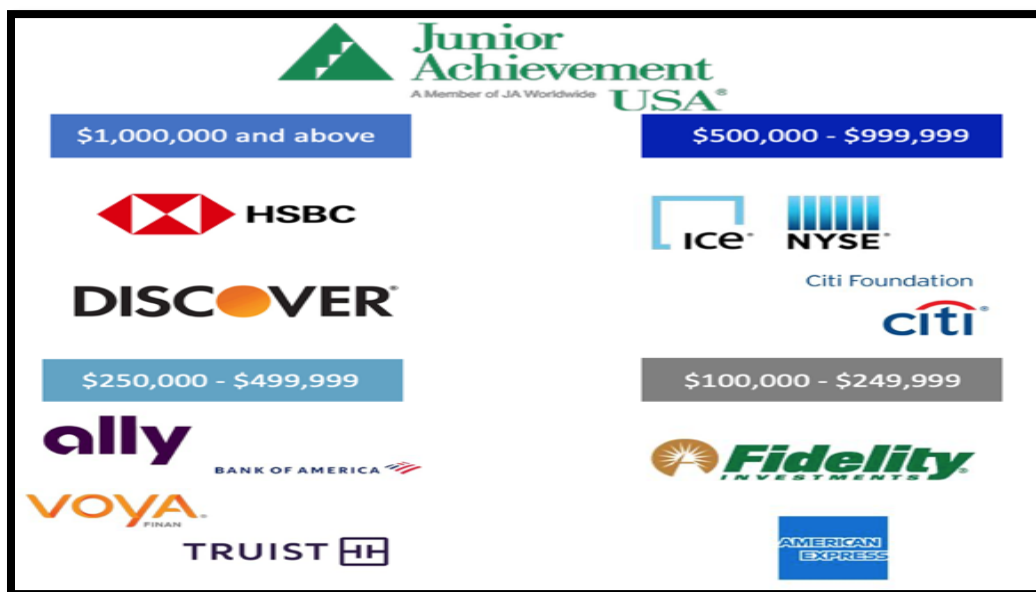 Junior
Achievement
A Member of JA Worldwide USA®
$1,000,000 and above
$500,000 - $999,999
HSBC
ICE® NYSE®
DISCOVER®
Citi Foundation
citi®
$250,000 - $499,999
$100,000 - $249,999
ally
BANK OF AMERICA
Fidelity®
INVESTMENTS
VOYA®
FINAN
TRUIST
AMERICAN
EXPRESS